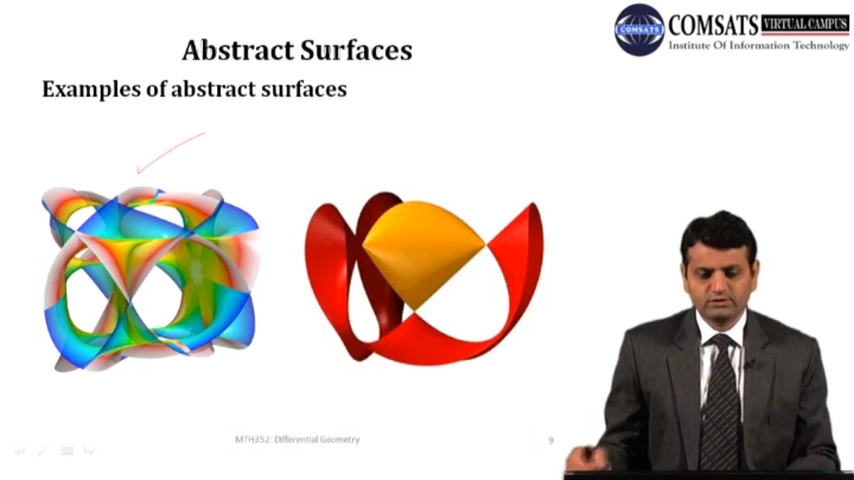 COMSATS VIRTUAL CAMPUS
COMSATS
Institute Of Information Technology
Abstract Surfaces
Examples of abstract surfaces
MTH352: Differential Geometry
9